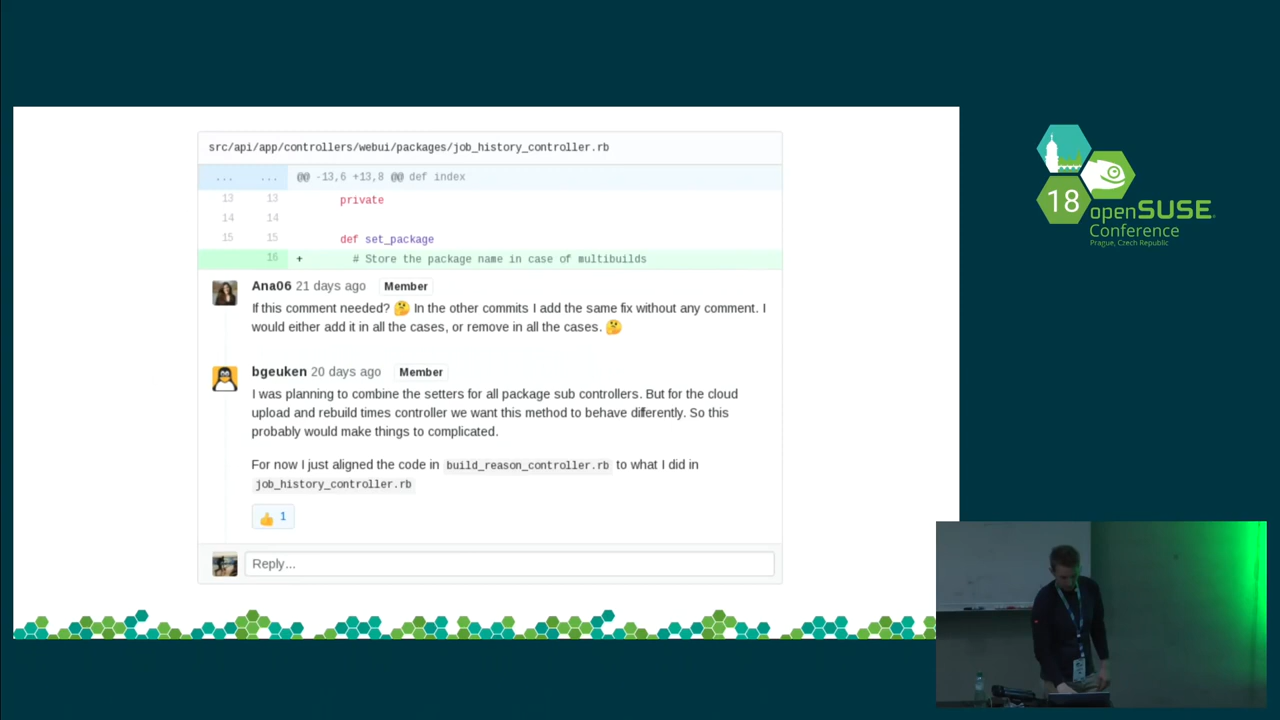 src/api/app/controllers/webui/packages/job_history_controller.rb
... ... @@ -13,6 +13,8 @@ def index
13 13 private
14 14
15 15 def set_package
16 + # Store the package name in case of multibuilds
Ana06 21 days ago Member
If this comment needed? 🤔 In the other commits I add the same fix without any comment. I
would either add it in all the cases, or remove in all the cases. 🤔
bgeuken 20 days ago Member
I was planning to combine the setters for all package sub controllers. But for the cloud
upload and rebuild times controller we want this method to behave differently. So this
probably would make things to complicated.
For now I just aligned the code in build_reason_controller.rb to what I did in
job_history_controller.rb
👍 1
Reply...
18
openSUSE
Conference
Prague, Czech Republic